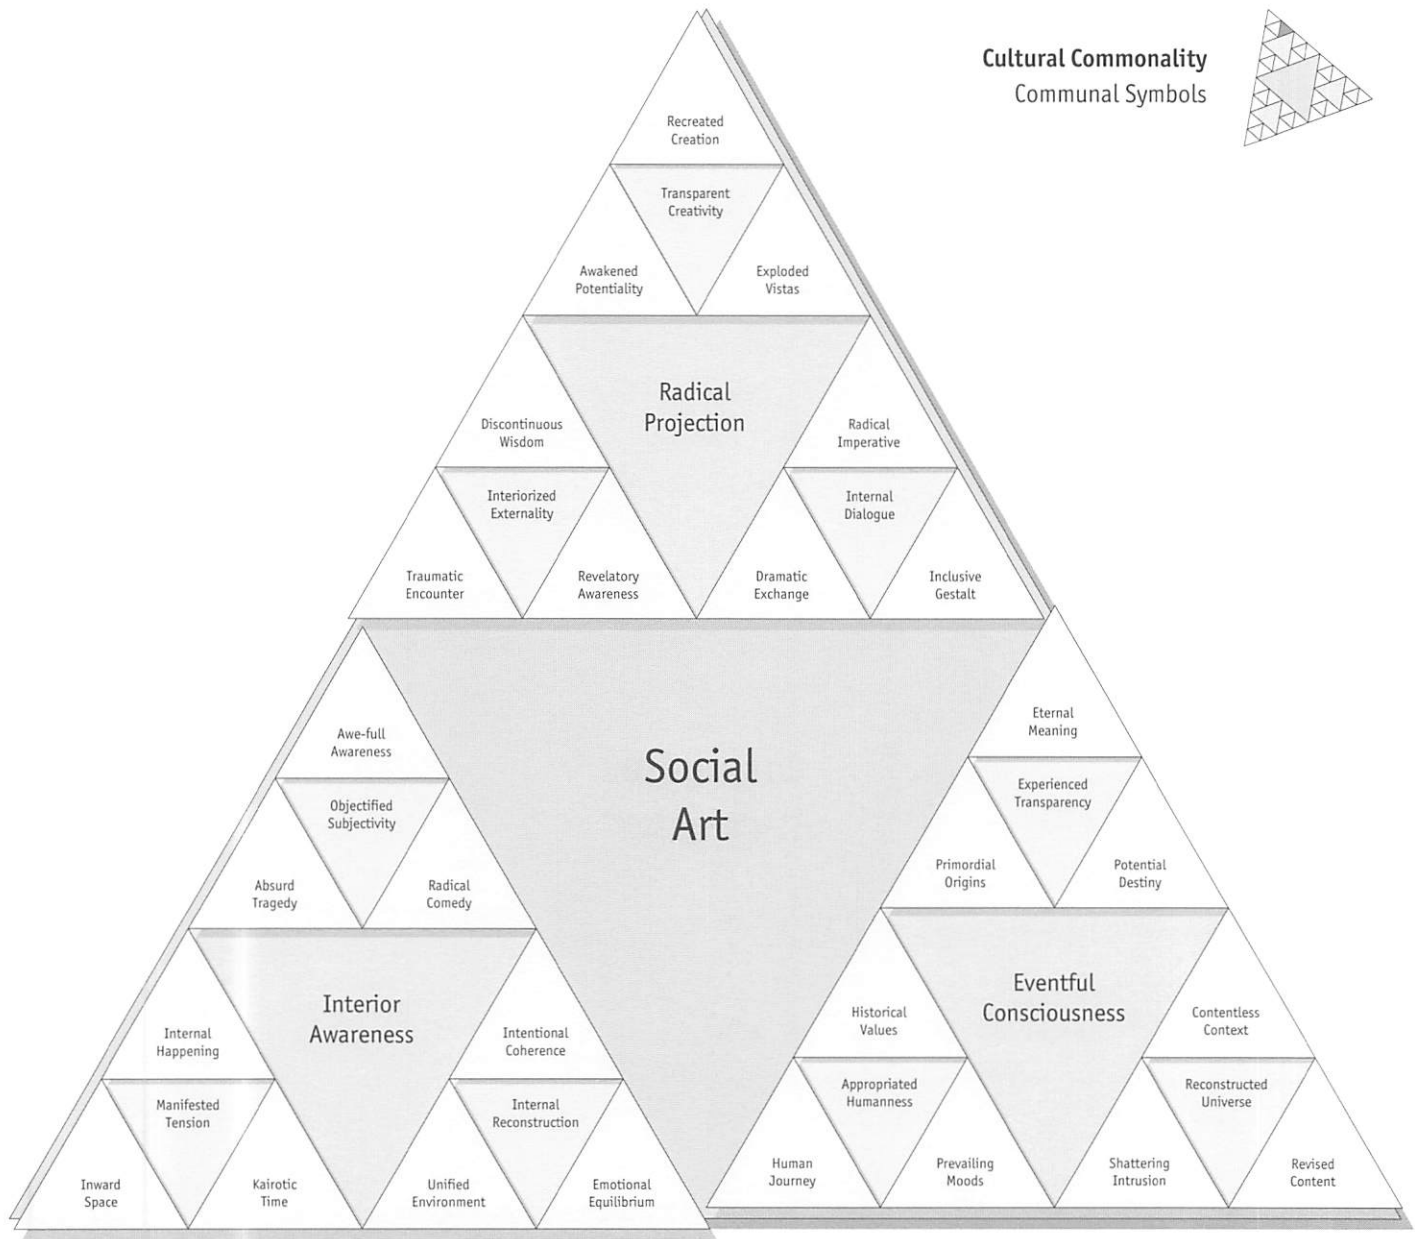 Cultural Commonality
Communal Symbols
Recreated
Creation
Transparent
Creativity
Awakened
Potentiality
Exploded
Vistas
Radical
Projection
Discontinuous
Wisdom
Radical
Imperative
Interiorized
Externality
Internal
Dialogue
Traumatic
Encounter
Revelatory
Awareness
Dramatic
Exchange
Inclusive
Gestalt
Social
Art
Awe-full
Awareness
Objectified
Subjectivity
Absurd
Tragedy
Radical
Comedy
Interior
Awareness
Internal
Happening
Intentional
Coherence
Manifested
Tension
Internal
Reconstruction
Inward
Space
Kairotic
Time
Unified
Environment
Emotional
Equilibrium
Eternal
Meaning
Experienced
Transparency
Primordial
Origins
Potential
Destiny
Eventful
Consciousness
Historical
Values
Contentless
Context
Appropriated
Humanness
Reconstructed
Universe
Human
Journey
Prevailing
Moods
Shattering
Intrusion
Revised
Content